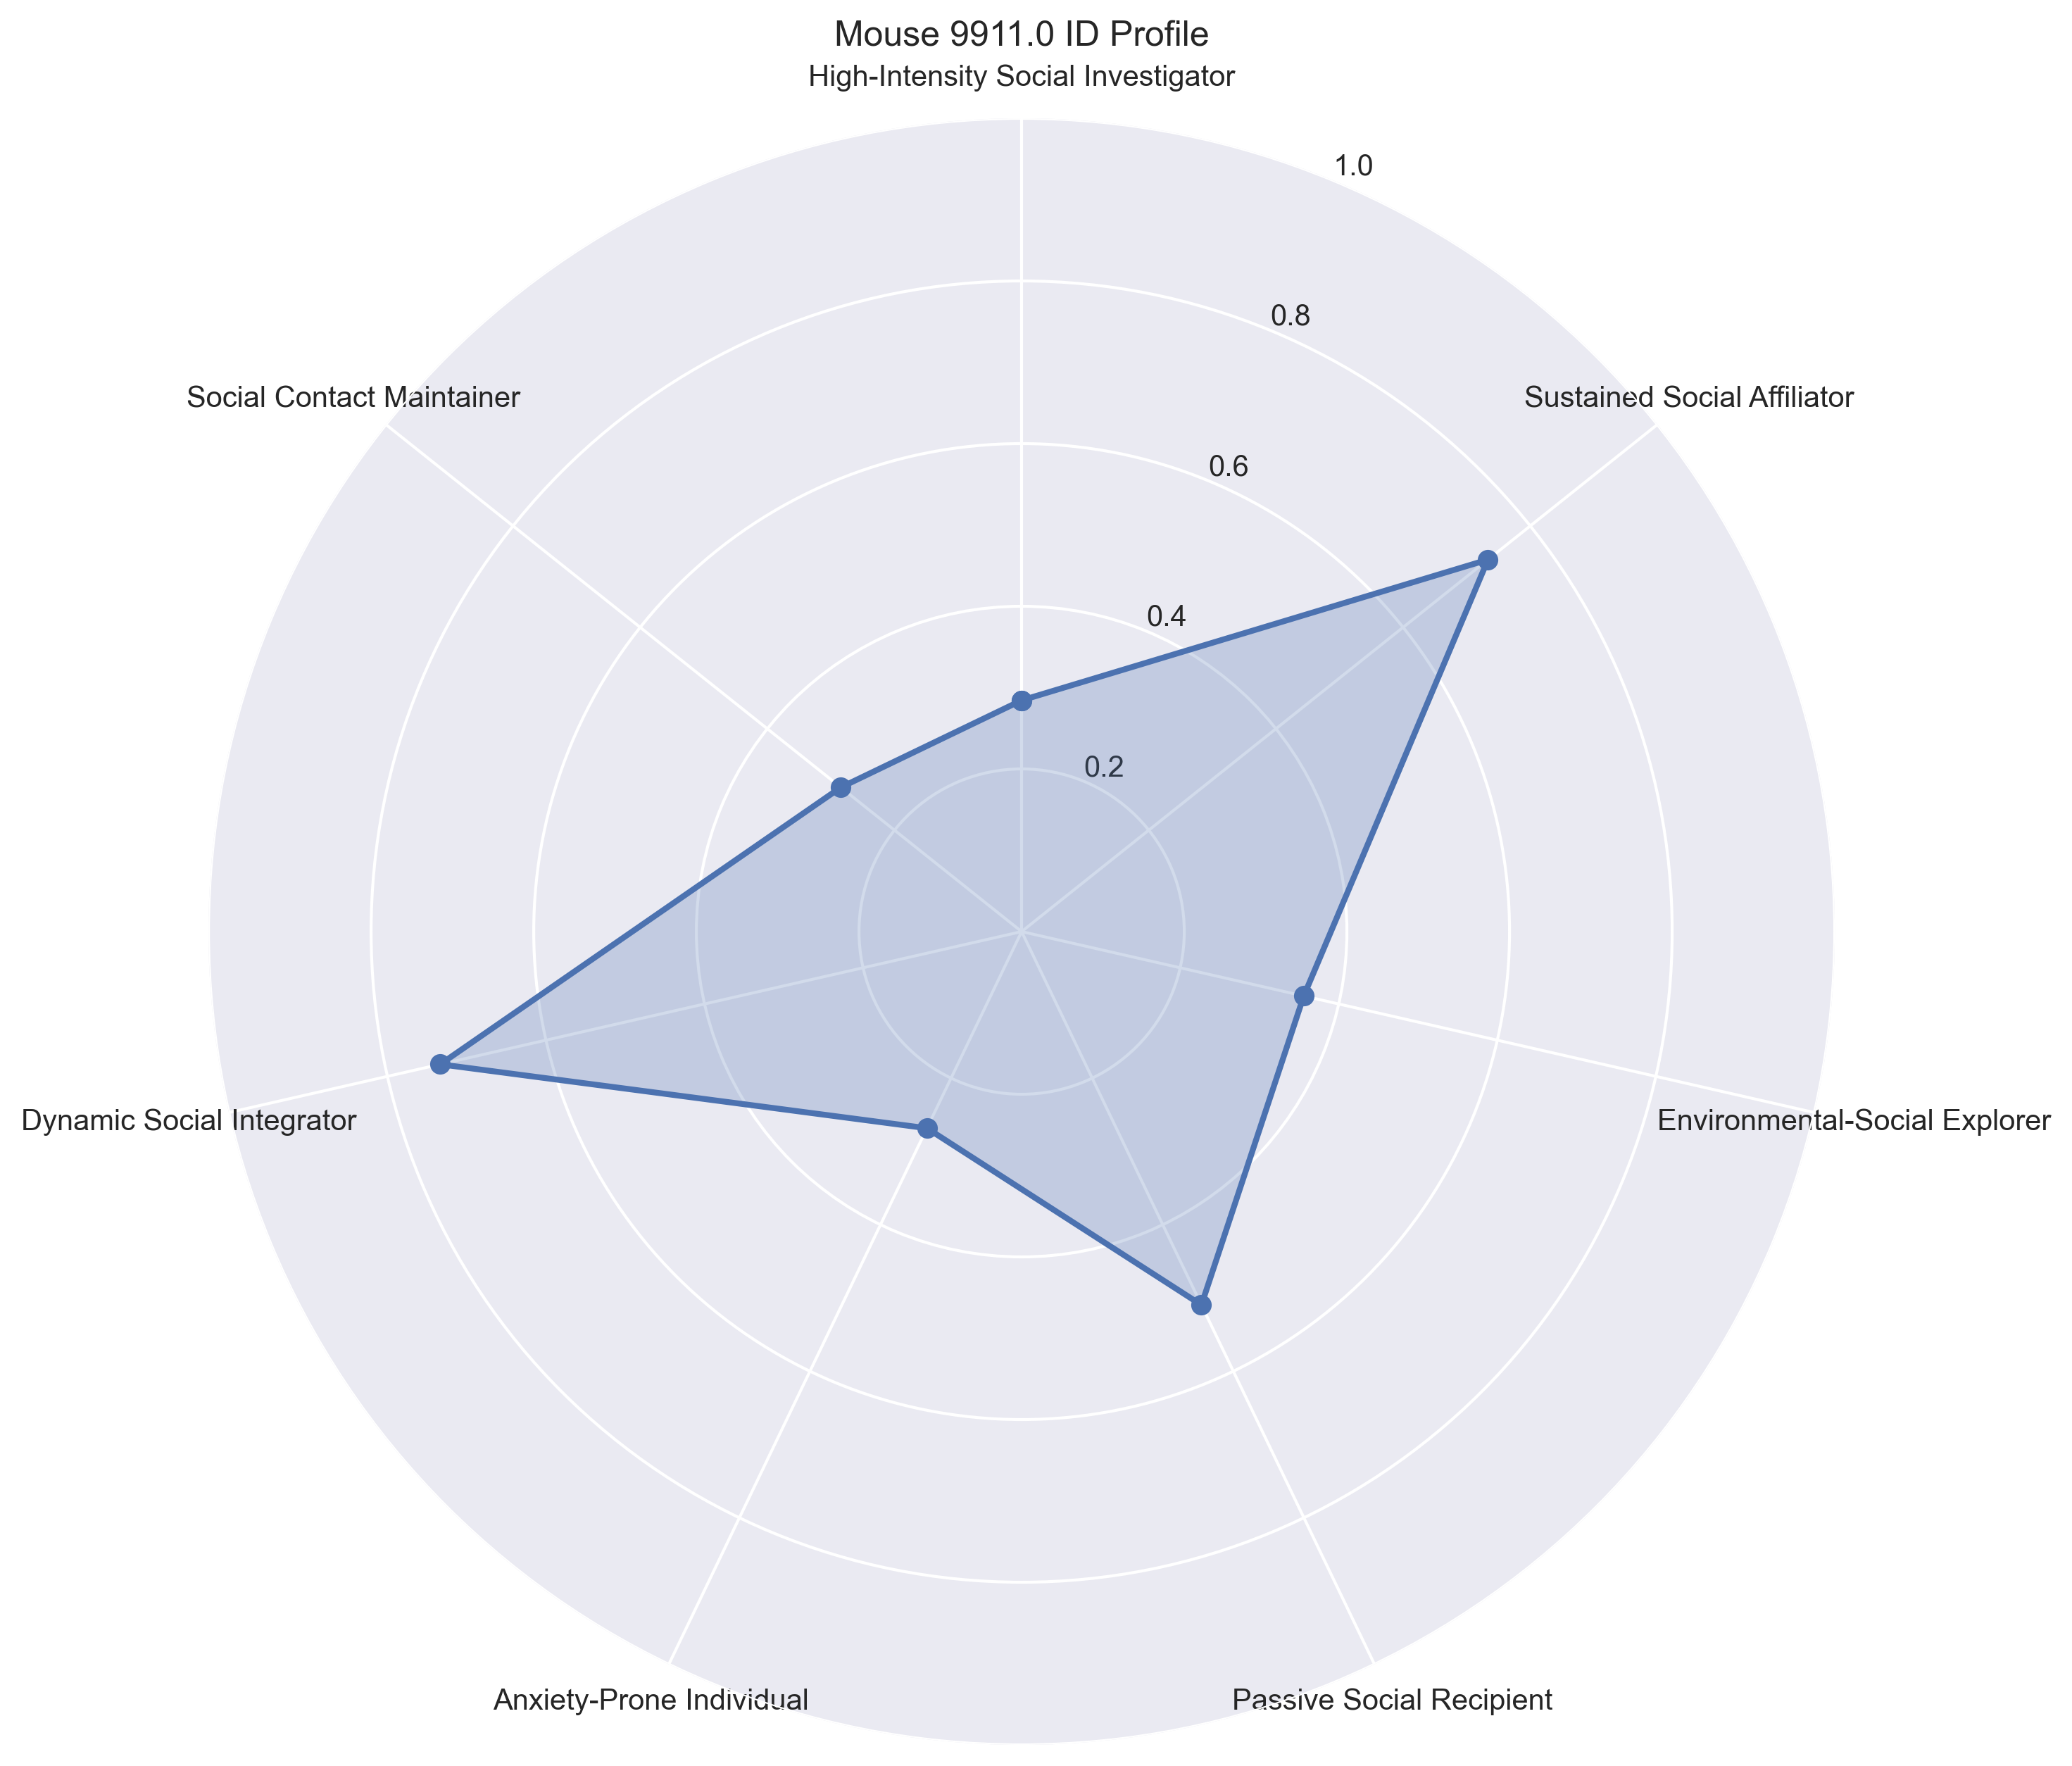 Mouse 9911.0 ID Profile
High-Intensity Social Investigator
1.0
0.8
Social Contact Maintainer
Sustained Social Affiliator
0.6
0.4
0.2
Dynamic Social Integrator
Environmental-Social Explorer
Anxiety-Prone Individual
Passive Social Recipient